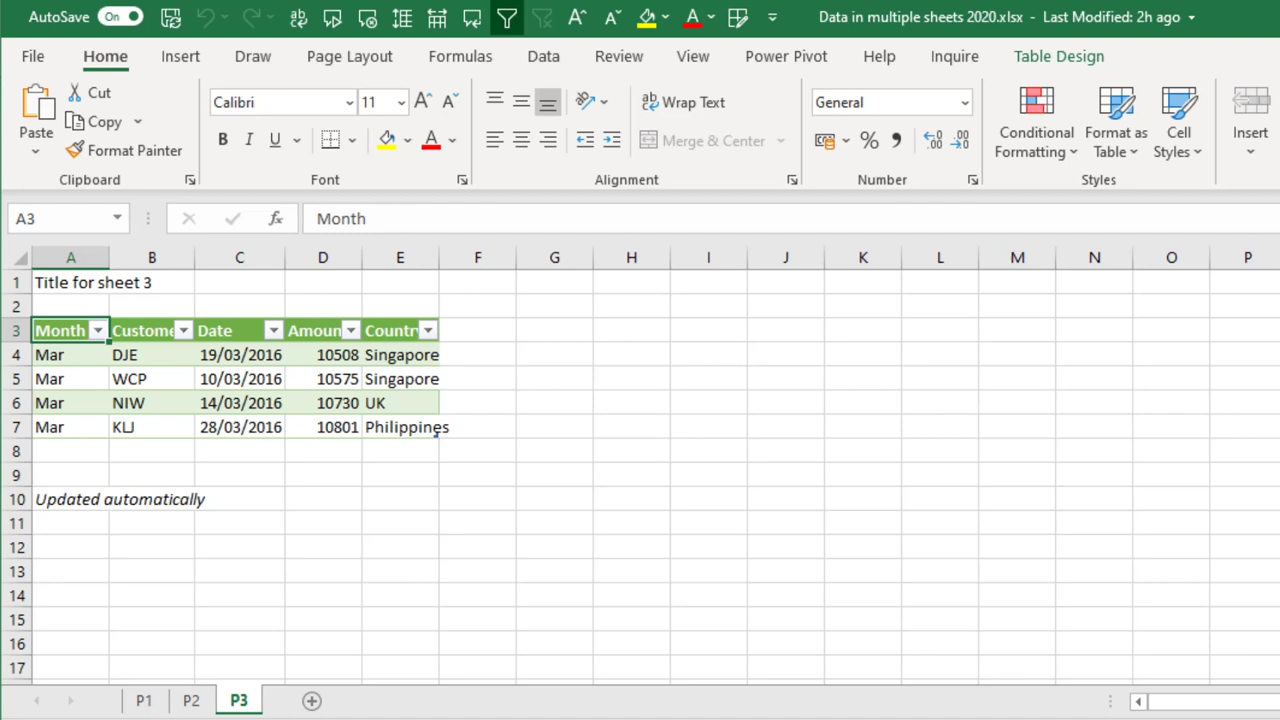 AutoSave On Data in multiple sheets 2020.xlsx - Last Modified: 2h ago
File Home Insert Draw Page Layout Formulas Data Review View Power Pivot Help Inquire Table Design
Paste Cut Copy Format Painter
Clipboard
Calibri 11
B I U
Font
ab Wrap Text
Merge & Center
Alignment
General
Number
Conditional Formatting Format as Table Cell Styles
Styles
Insert
A3 fx Month
A B C D E F G H I J K L M N O P
1 Title for sheet 3
2
3 Month Custome Date Amoun Country
4 Mar DJE 19/03/2016 10508 Singapore
5 Mar WCP 10/03/2016 10575 Singapore
6 Mar NIW 14/03/2016 10730 UK
7 Mar KLJ 28/03/2016 10801 Philippines
8
9
10 Updated automatically
11
12
13
14
15
16
17
P1 P2 P3